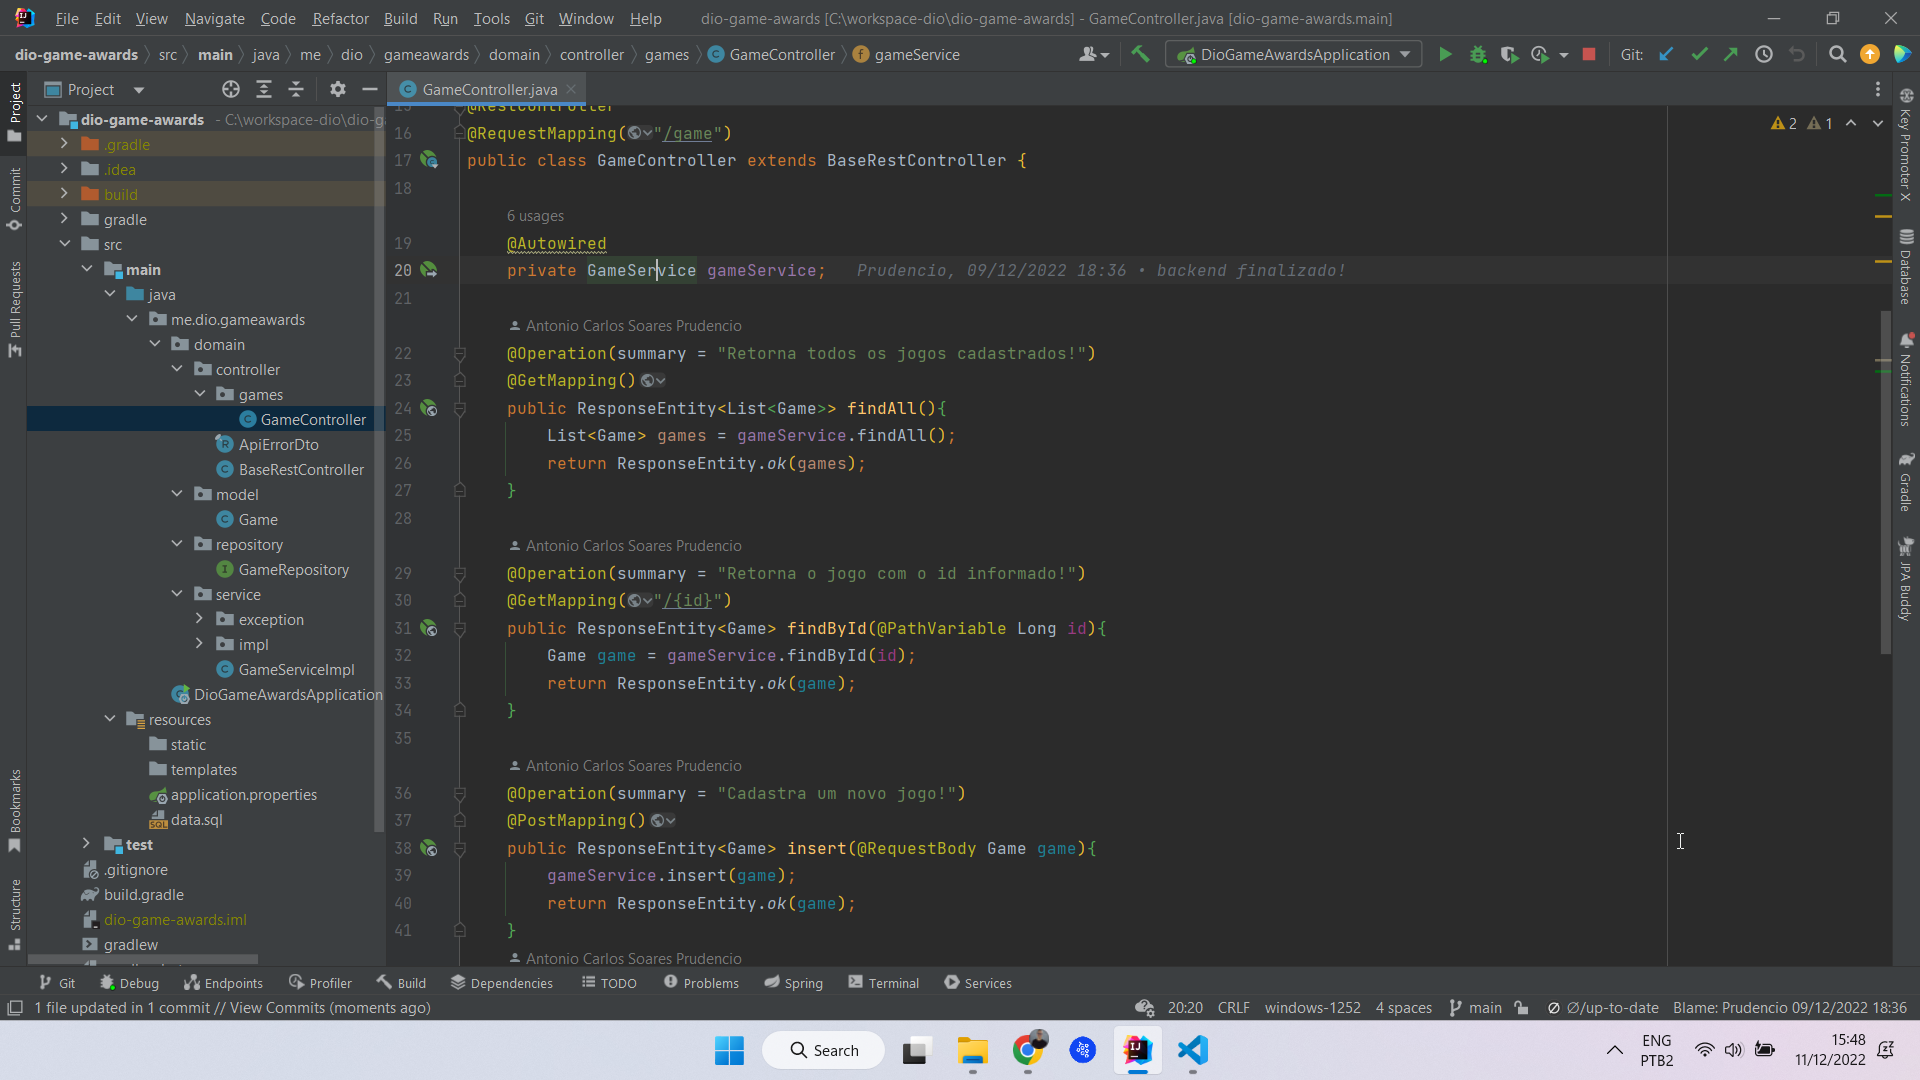 File Edit View Navigate Code Refactor Build Run Tools Git Window Help dio-game-awards [C:\workspace-dio\dio-game-awards] - GameController.java [dio-game-awards.main]
dio-game-awards src main java me dio gameawards domain controller games GameController gameService DioGameAwardsApplication Git:
Project
GameController.java
dio-game-awards - C:\workspace-dio\dio-g
.gradle
.idea
build
gradle
src
main
java
me.dio.gameawards
domain
controller
games
GameController
ApiErrorDto
BaseRestController
model
Game
repository
GameRepository
service
exception
impl
GameServiceImpl
DioGameAwardsApplication
resources
static
templates
application.properties
data.sql
test
.gitignore
build.gradle
dio-game-awards.iml
gradlew
Project
Commit
Pull Requests
Bookmarks
Structure
15 @RestController
16 @RequestMapping("/game")
17 public class GameController extends BaseRestController {
18
6 usages
19 @Autowired
20 private GameService gameService; Prudencio, 09/12/2022 18:36 • backend finalizado!
21
Antonio Carlos Soares Prudencio
22 @Operation(summary = "Retorna todos os jogos cadastrados!")
23 @GetMapping()
24 public ResponseEntity<List<Game>> findAll(){
25 List<Game> games = gameService.findAll();
26 return ResponseEntity.ok(games);
27 }
28
Antonio Carlos Soares Prudencio
29 @Operation(summary = "Retorna o jogo com o id informado!")
30 @GetMapping("/{id}")
31 public ResponseEntity<Game> findById(@PathVariable Long id){
32 Game game = gameService.findById(id);
33 return ResponseEntity.ok(game);
34 }
35
Antonio Carlos Soares Prudencio
36 @Operation(summary = "Cadastra um novo jogo!")
37 @PostMapping()
38 public ResponseEntity<Game> insert(@RequestBody Game game){
39 gameService.insert(game);
40 return ResponseEntity.ok(game);
41 }
Antonio Carlos Soares Prudencio
2 1
Key Promoter X
Database
Notifications
Gradle
JPA Buddy
Git Debug Endpoints Profiler Build Dependencies TODO Problems Spring Terminal Services
1 file updated in 1 commit // View Commits (moments ago) 20:20 CRLF windows-1252 4 spaces main ∅/up-to-date Blame: Prudencio 09/12/2022 18:36
Search
ENG
PTB2
15:48
11/12/2022